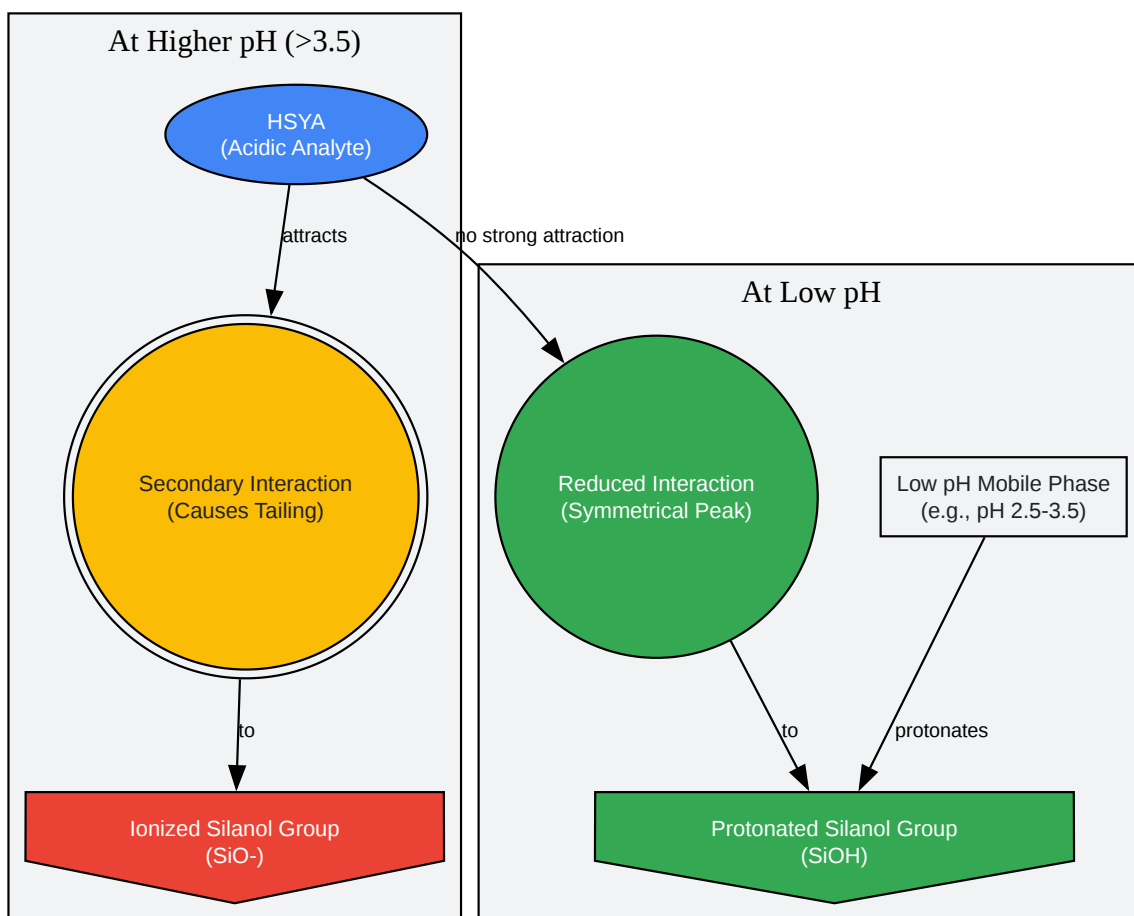 At Higher pH (>3.5)
HSYA
(Acidic Analyte)
attracts
no strong attraction
At Low pH
Secondary Interaction
(Causes Tailing)
Reduced Interaction
(Symmetrical Peak)
Low pH Mobile Phase
(e.g., pH 2.5-3.5)
to
to
protonates
Ionized Silanol Group
(SiO-)
Protonated Silanol Group
(SiOH)